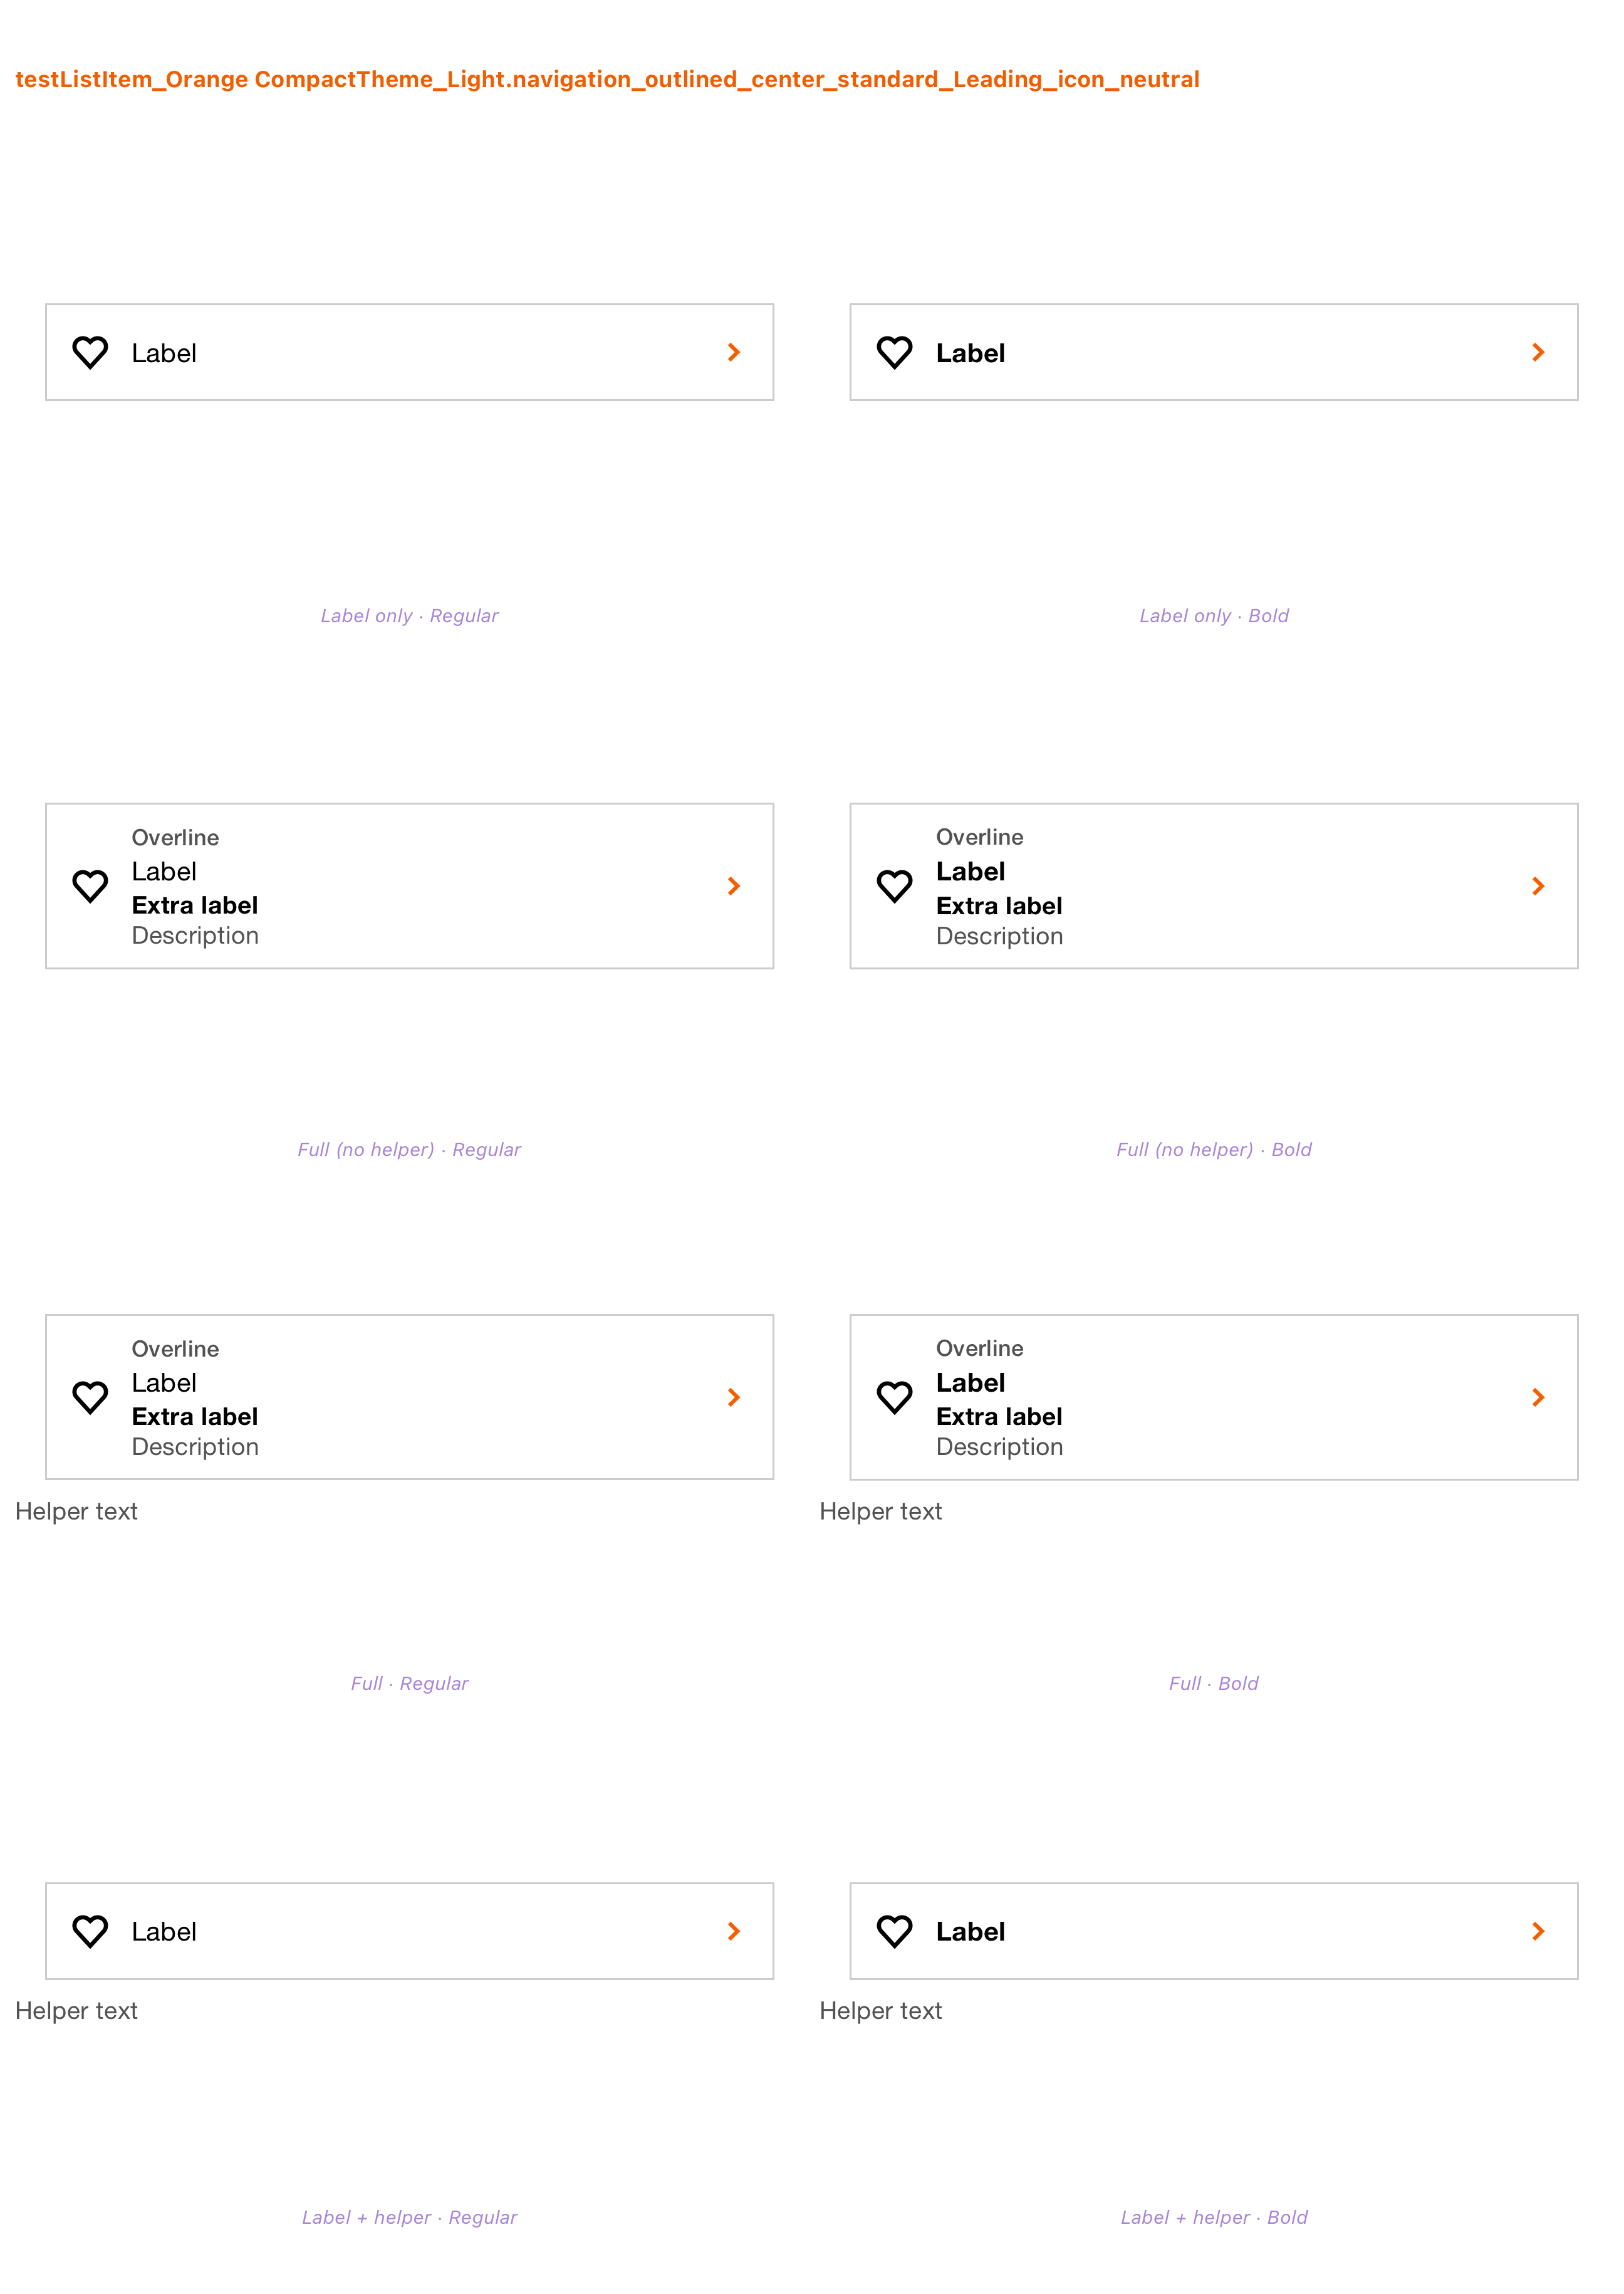 testListItem_Orange CompactTheme_Light.navigation_outlined_center_standard_Leading_icon_neutral
Label
Label
Label only · Regular
Label only · Bold
Overline
Label
Extra label
Description
Overline
Label
Extra label
Description
Full (no helper) · Regular
Full (no helper) · Bold
Overline
Label
Extra label
Description
Helper text
Overline
Label
Extra label
Description
Helper text
Full · Regular
Full · Bold
Label
Helper text
Label
Helper text
Label + helper · Regular
Label + helper · Bold